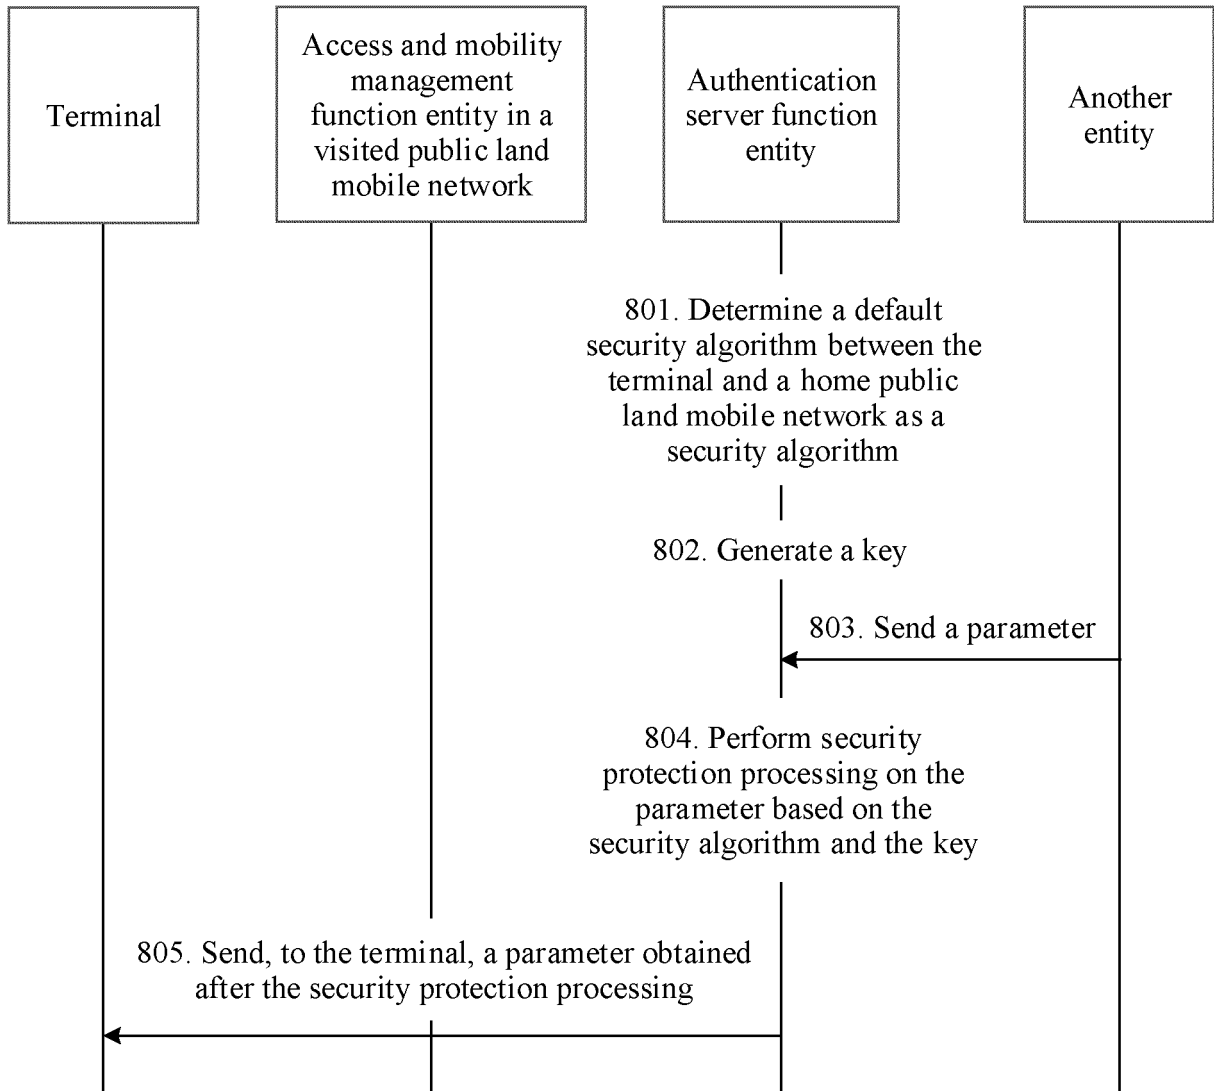 Terminal
Access and mobility
management
function entity in a
visited public land
mobile network
Authentication
server function
entity
Another
entity
801. Determine a default
security algorithm between the
terminal and a home public
land mobile network as a
security algorithm
802. Generate a key
803. Send a parameter
804. Perform security
protection processing on the
parameter based on the
security algorithm and the key
805. Send, to the terminal, a parameter obtained
after the security protection processing